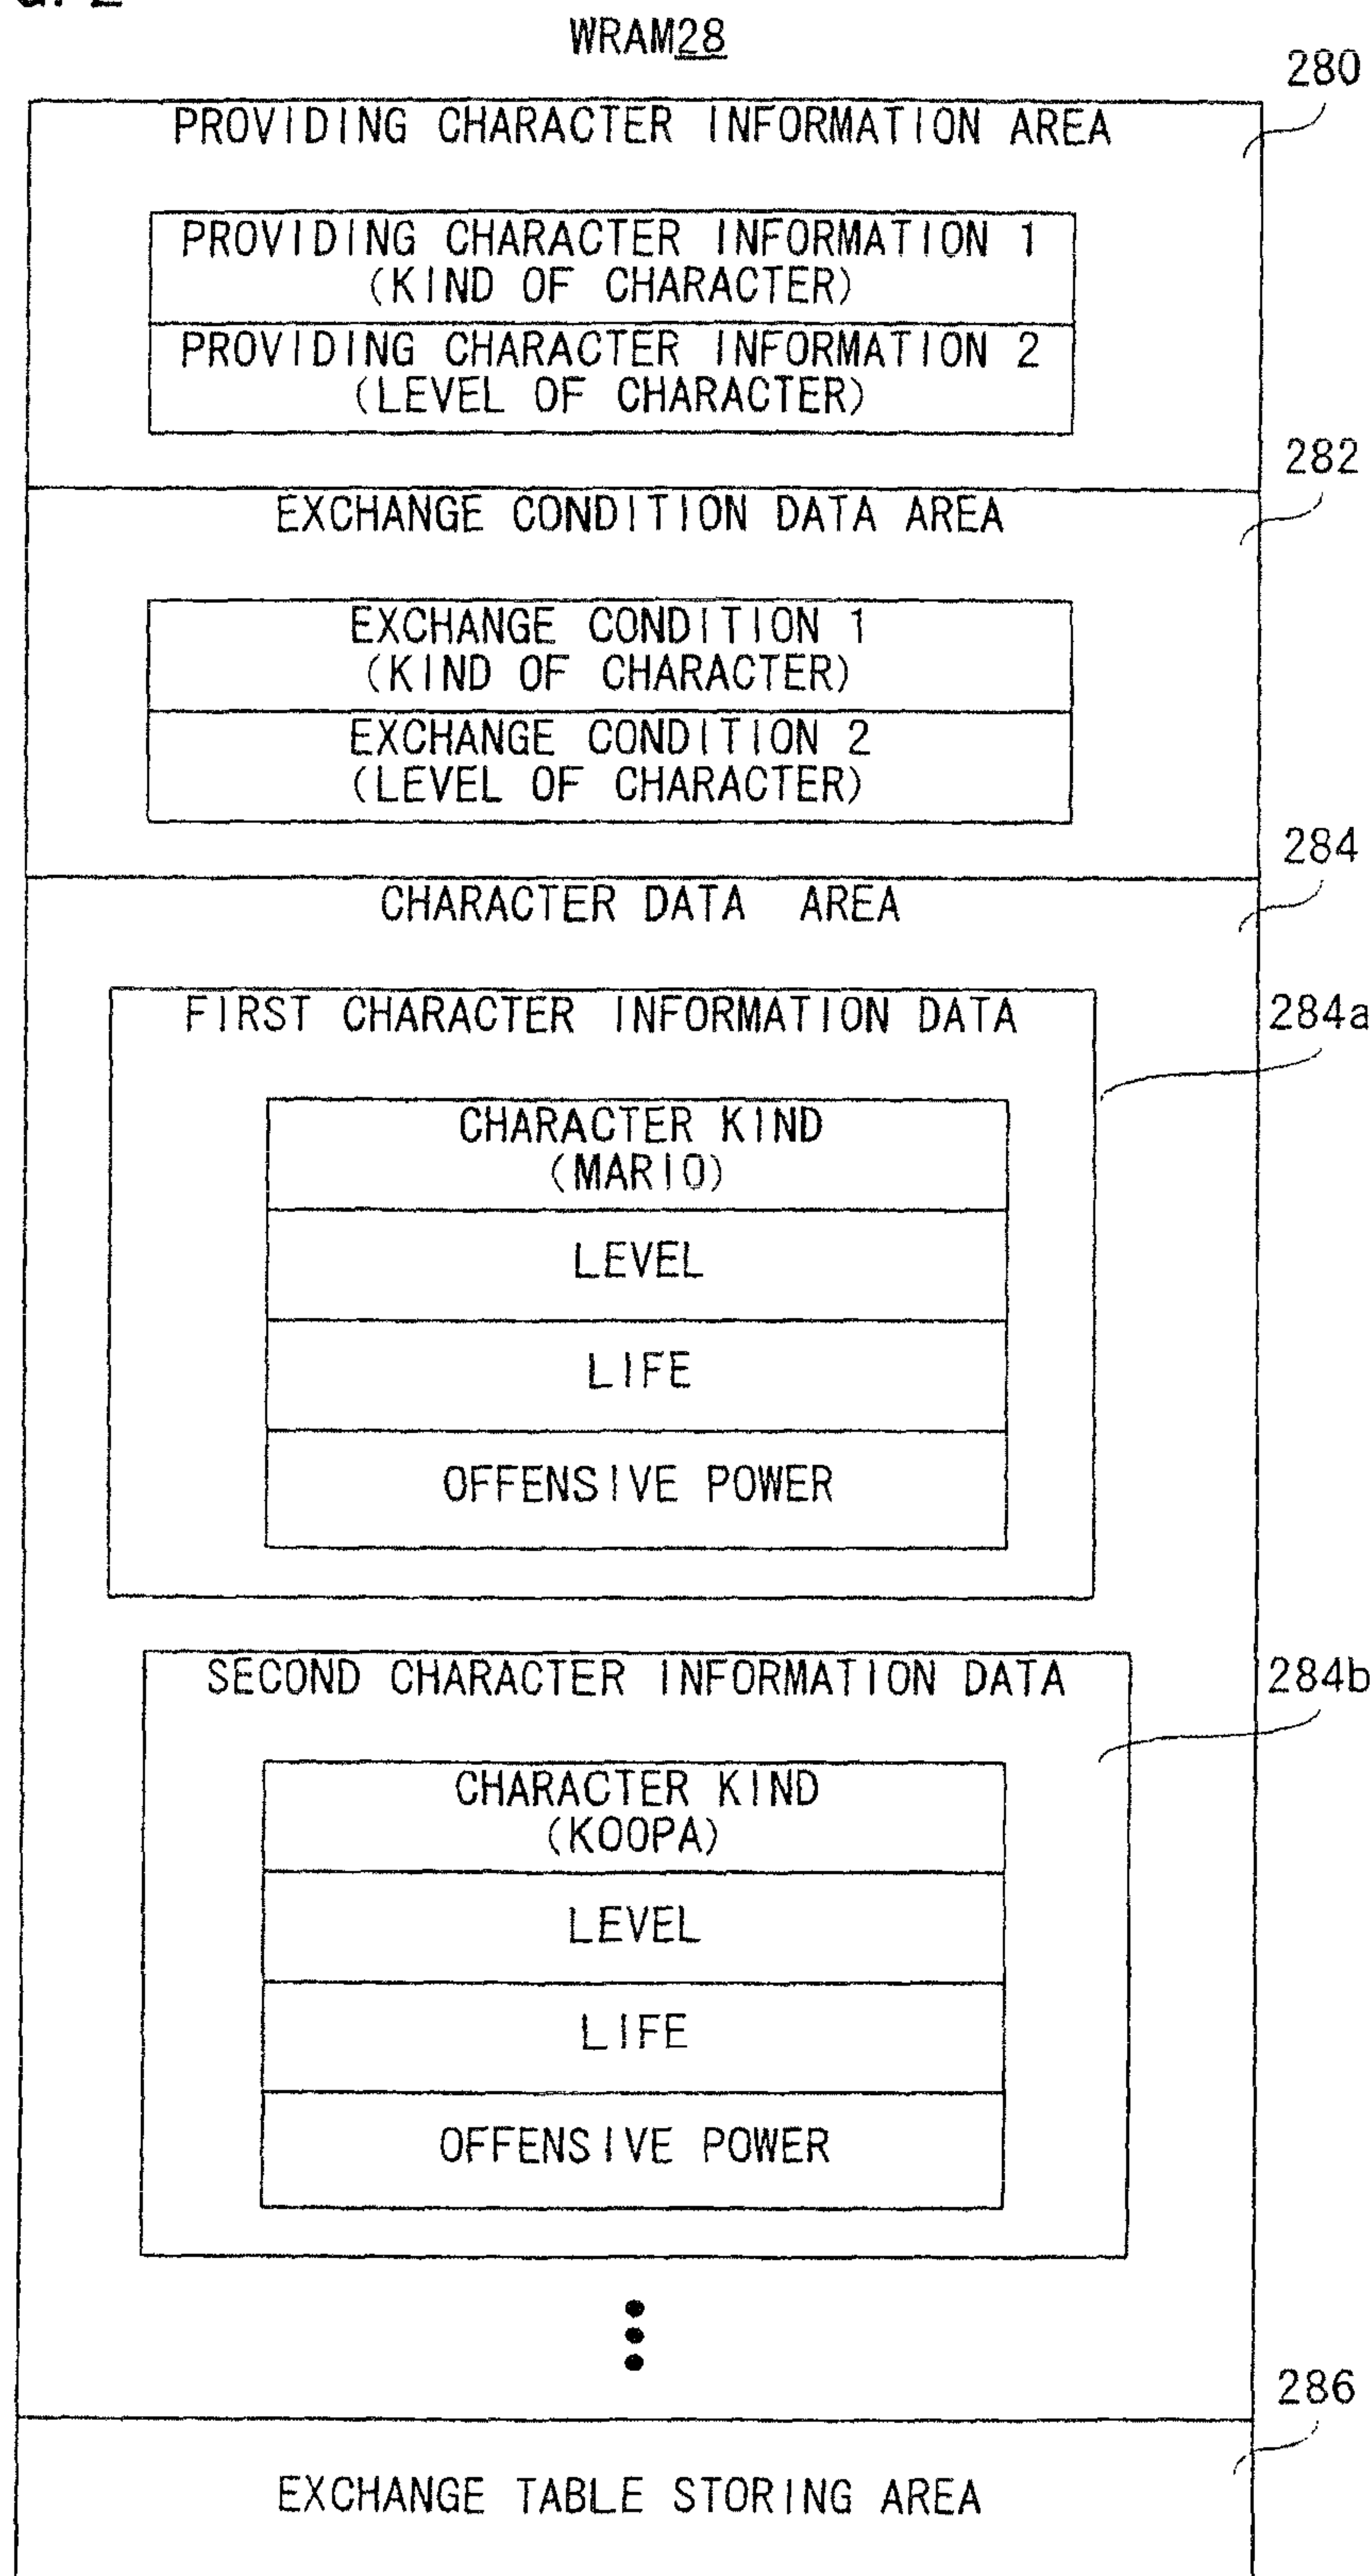 WRAM28
280
PROVIDING CHARACTER INFORMATION AREA
PROVIDING CHARACTER INFORMATION 1
(KIND OF CHARACTER)
PROVIDING CHARACTER INFORMATION 2
(LEVEL OF CHARACTER)
282
EXCHANGE CONDITION DATA AREA
EXCHANGE CONDITION 1
(KIND OF CHARACTER)
EXCHANGE CONDITION 2
(LEVEL OF CHARACTER)
284
CHARACTER DATA AREA
FIRST CHARACTER INFORMATION DATA
284a
CHARACTER KIND
(MARIO)
LEVEL
LIFE
OFFENSIVE POWER
SECOND CHARACTER INFORMATION DATA
284b
CHARACTER KIND
(KOOPA)
LEVEL
LIFE
OFFENSIVE POWER
286
EXCHANGE TABLE STORING AREA